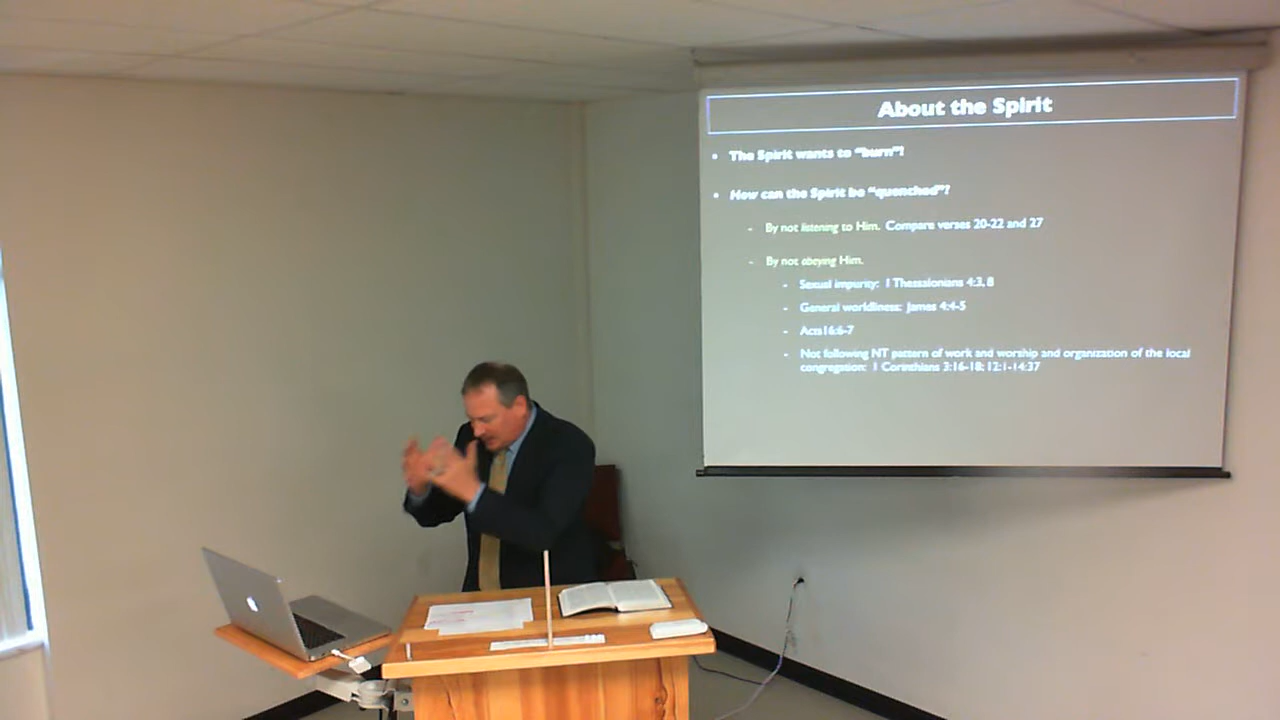 About the Spirit
• The Spirit wants to “burn”!
• How can the Spirit be “quenched”?
- By not listening to Him. Compare verses 20-22 and 27
- By not obeying Him.
- Sexual impurity: 1 Thessalonians 4:3, 8
- General worldliness: James 4:4-5
- Acts16:6-7
- Not following NT pattern of work and worship and organization of the local
congregation: 1 Corinthians 3:16-18; 12:1-14:37